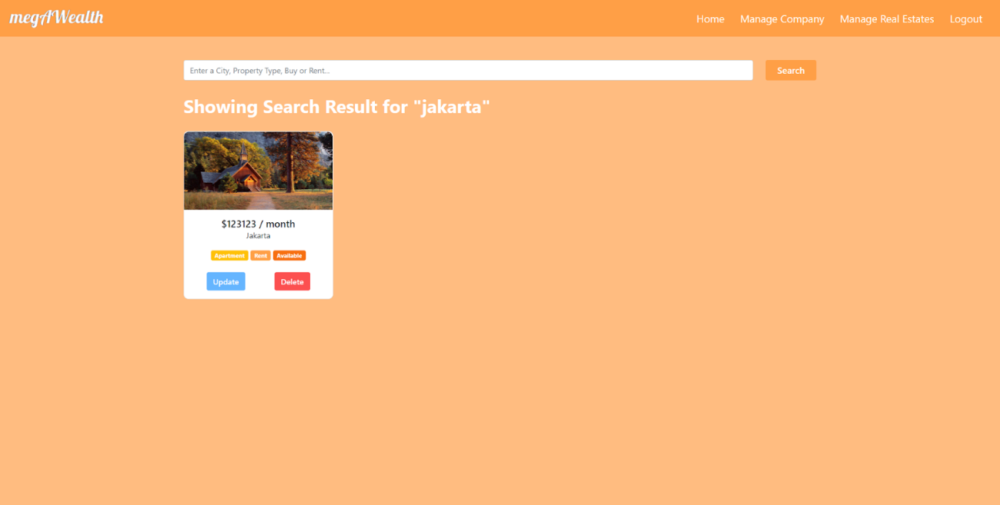 megAWealth
Home Manage Company Manage Real Estates Logout
Enter a City, Property Type, Buy or Rent...
Search
Showing Search Result for "jakarta"
$123123 / month
Jakarta
Apartment Rent Available
Update Delete